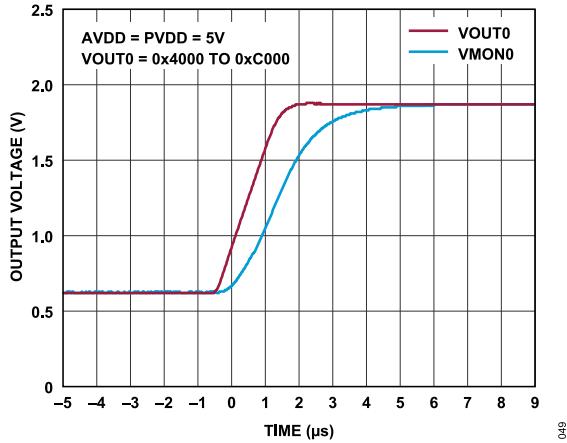 2.5
2.0
1.5
1.0
0.5
0
OUTPUT VOLTAGE (V)
AVDD = PVDD = 5V
VOUT0 = 0x4000 TO 0xC000
VOUT0
VMON0
–5 –4 –3 –2 –1 0 1 2 3 4 5 6 7 8 9
TIME (µs)
049